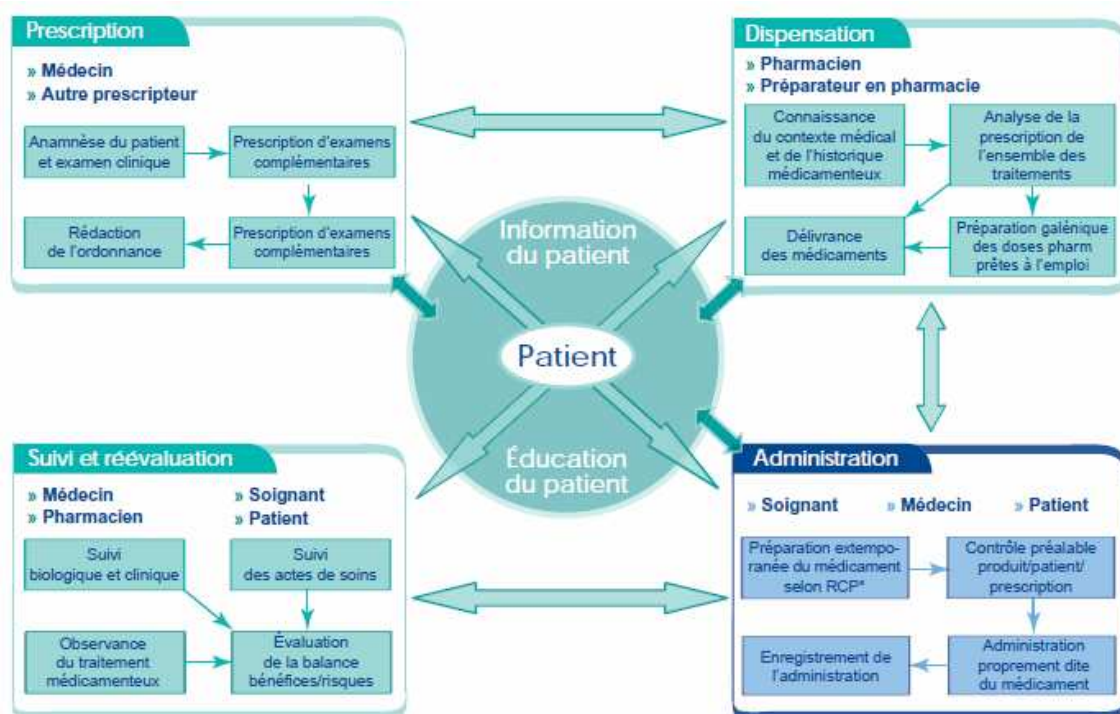 Prescription
» Médecin
» Autre prescripteur
Anamnèse du patient
et examen clinique
Prescription d'examens
complémentaires
Rédaction
de l'ordonnance
Prescription d'examens
complémentaires
Dispensation
» Pharmacien
» Préparateur en pharmacie
Connaissance
du contexte médical
et de l'historique
médicamenteux
Analyse de la
prescription de
l'ensemble des
traitements
Délivrance
des médicaments
Préparation galénique
des doses pharm
prêtes à l'emploi
Information
du patient
Patient
Éducation
du patient
Suivi et réévaluation
» Médecin
» Pharmacien
» Soignant
» Patient
Suivi
biologique et clinique
Suivi
des actes de soins
Observance
du traitement
médicamenteux
Évaluation
de la balance
bénéfices/risques
Administration
» Soignant
» Médecin
» Patient
Préparation extempo-
ranée du médicament
selon RCP*
Contrôle préalable
produit/patient/
prescription
Enregistrement de
l'administration
Administration
proprement dite
du médicament